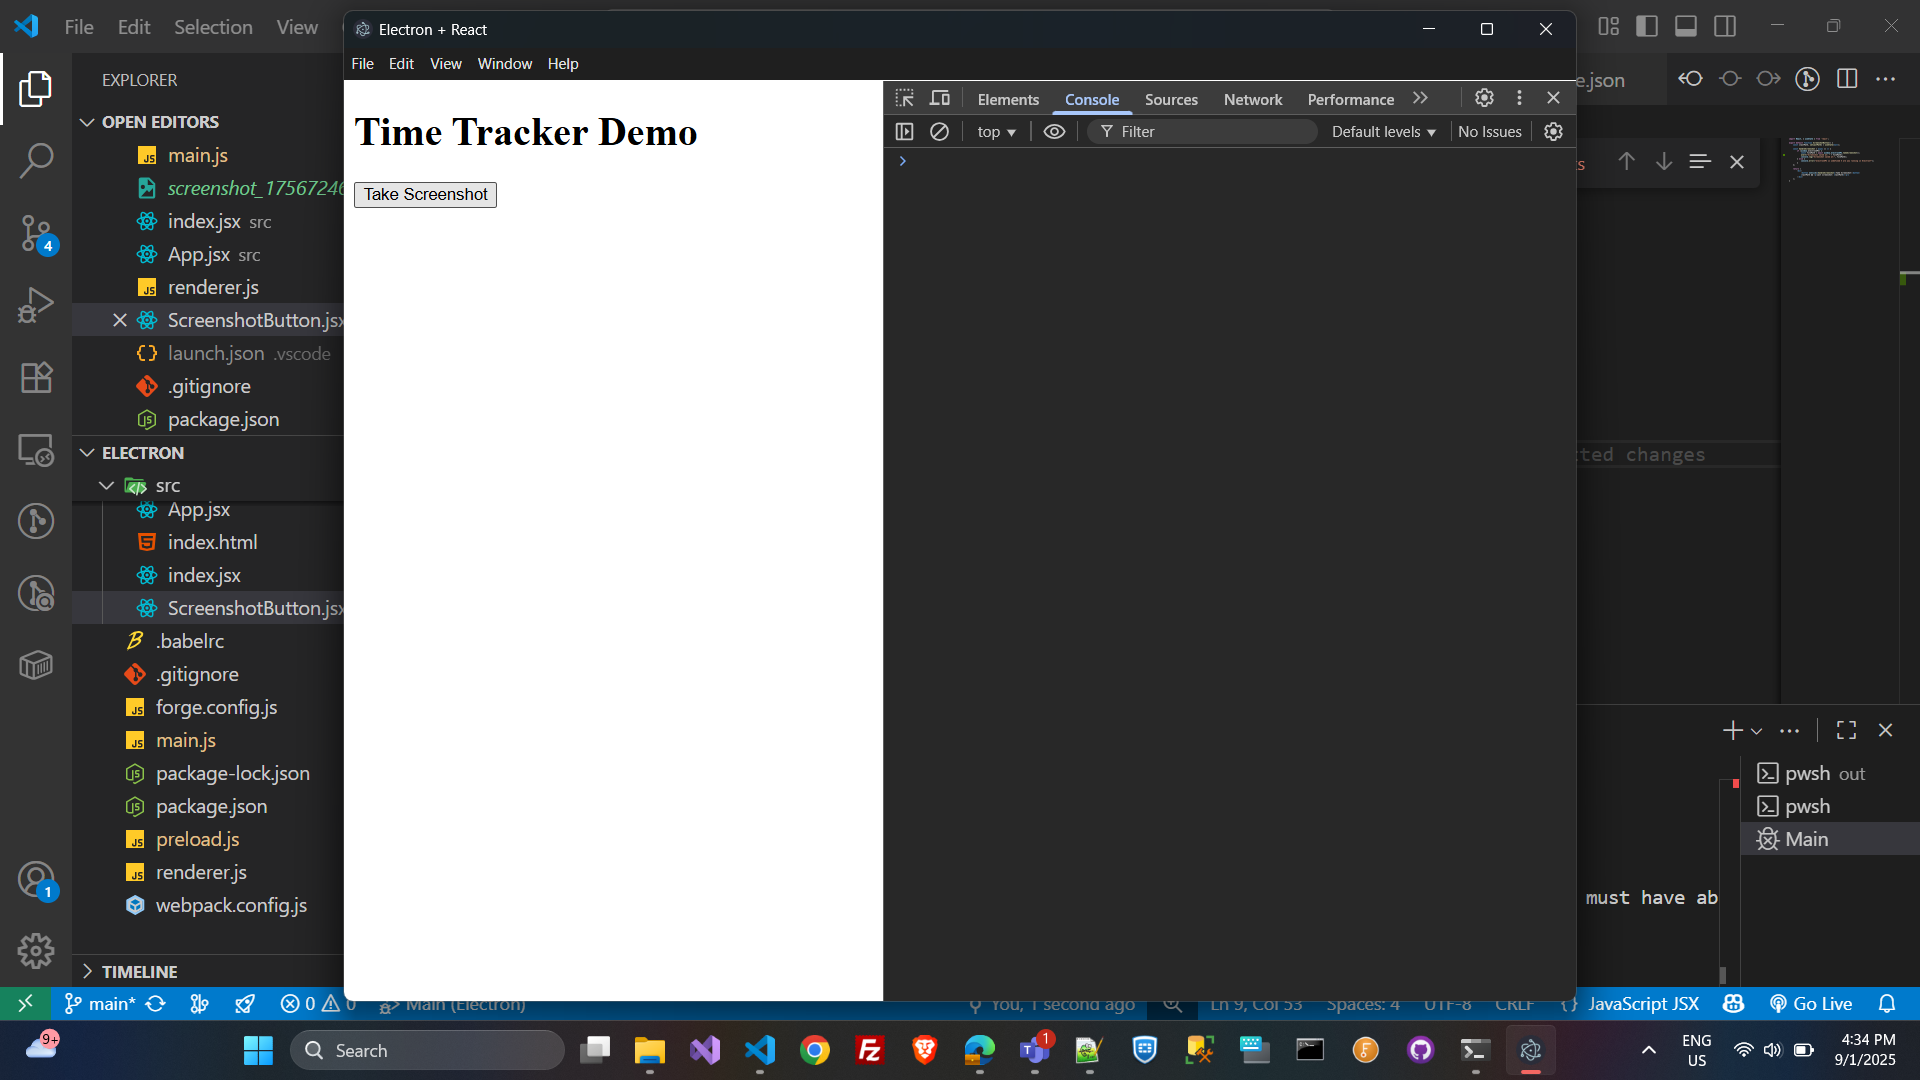 File Edit Selection View
Electron + React
File Edit View Window Help
EXPLORER
OPEN EDITORS
main.js
screenshot_17567246
index.jsx src
App.jsx src
renderer.js
ScreenshotButton.jsx
launch.json .vscode
.gitignore
package.json
ELECTRON
src
App.jsx
index.html
index.jsx
ScreenshotButton.jsx
.babelrc
.gitignore
forge.config.js
main.js
package-lock.json
package.json
preload.js
renderer.js
webpack.config.js
TIMELINE
4
1
Time Tracker Demo
Take Screenshot
Elements Console Sources Network Performance
top Filter Default levels No Issues
e.json
tted changes
pwsh out
pwsh
Main
must have ab
main* 0 0 Main (Electron) You, 1 second ago Ln 9, Col 53 Spaces: 4 UTF-8 CRLF {} JavaScript JSX Go Live
9+
Search
1
ENG
US
4:34 PM
9/1/2025